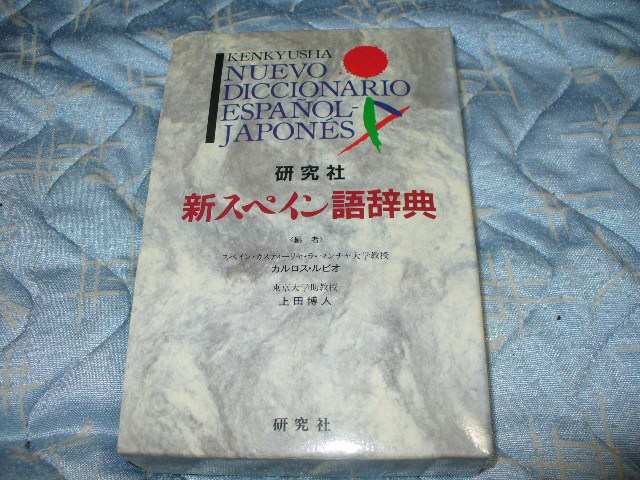 KENKYUSHA
NUEVO
DICCIONARIO
ESPAÑOL-
JAPONÉS
研究社
新スペイン語辞典
〈編者〉
スペイン・カスティーリャ・ラ・マンチャ大学教授
カルロス・ルビオ
東京大学助教授
上田博人
研究社